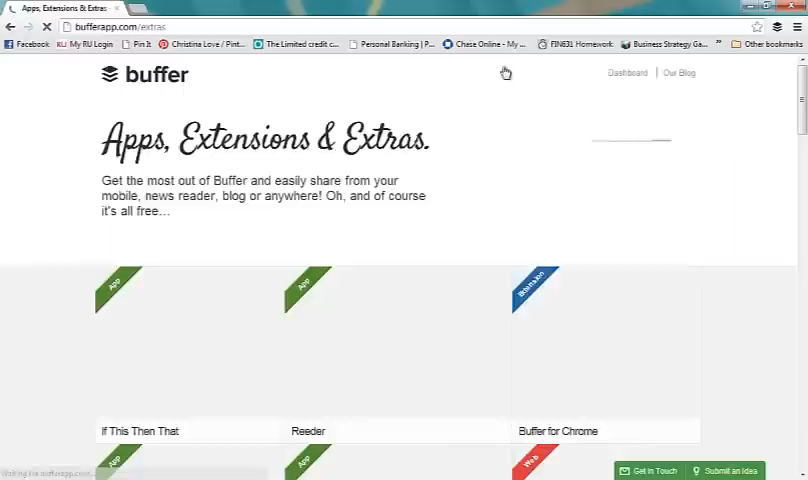 Apps, Extensions & Extras -
bufferapp.com/extras
Facebook
My RU Login
Pin It
Christina Love / Pint...
The Limited credit c...
Personal Banking | P...
Chase Online - My ...
FIN631 Homework
Business Strategy Ga...
»
Other bookmarks
buffer
Dashboard | Our Blog
Apps, Extensions & Extras.
Get the most out of Buffer and easily share from your
mobile, news reader, blog or anywhere! Oh, and of course
it's all free...
App
App
Extension
If This Then That
Reeder
Buffer for Chrome
App
App
Web
Waiting for bufferapp.com...
Get in Touch
Submit an Idea